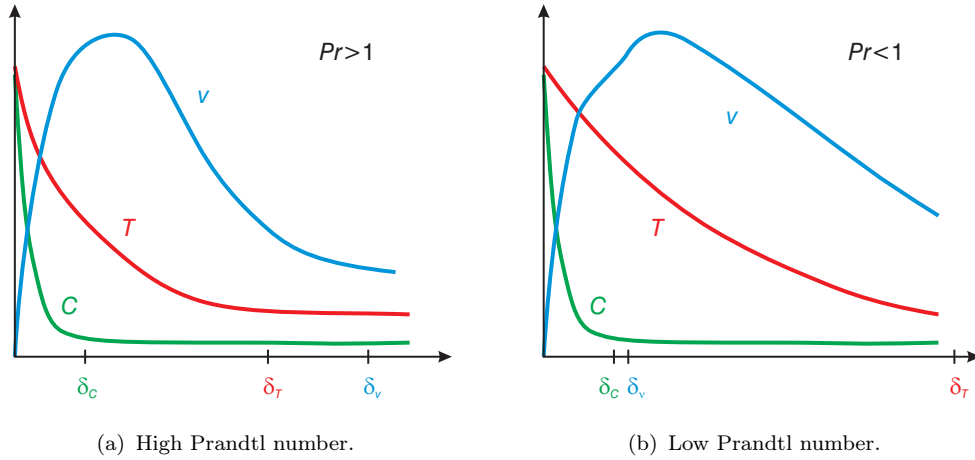 Pr>1
v
T
C
δC
δT
δv
(a) High Prandtl number.
Pr<1
v
T
C
δC
δv
δT
(b) Low Prandtl number.